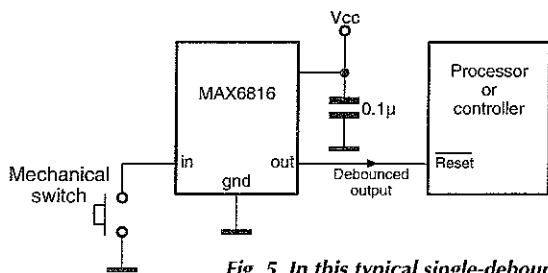 Vcc
MAX6816
Processor
or
controller
0.1µ
in
out
Reset
Mechanical
switch
gnd
Debounced
output
Fig. 5. In this typical single-debour